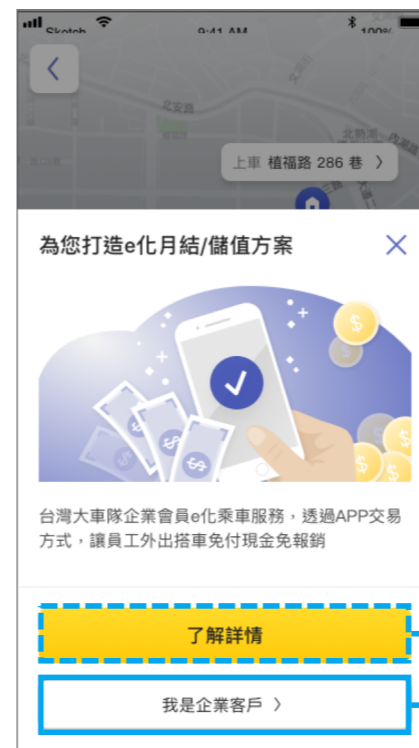 Sketch 9:41 AM 100%
北安路
上車 植福路 286 巷 〉
為您打造e化月結/儲值方案
台灣大車隊企業會員e化乘車服務，透過APP交易
方式，讓員工外出搭車免付現金免報銷
了解詳情
我是企業客戶 〉